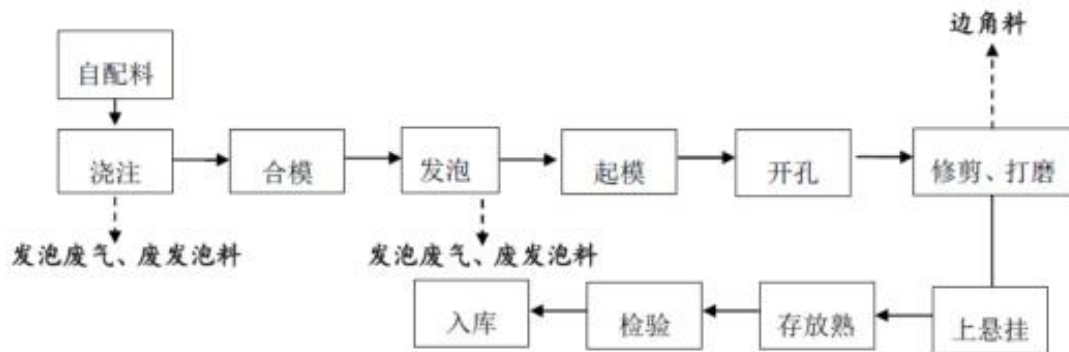 边角料
自配料
浇注
合模
发泡
起模
开孔
修剪、打磨
发泡废气、废发泡料
发泡废气、废发泡料
入库
检验
存放熟
上悬挂